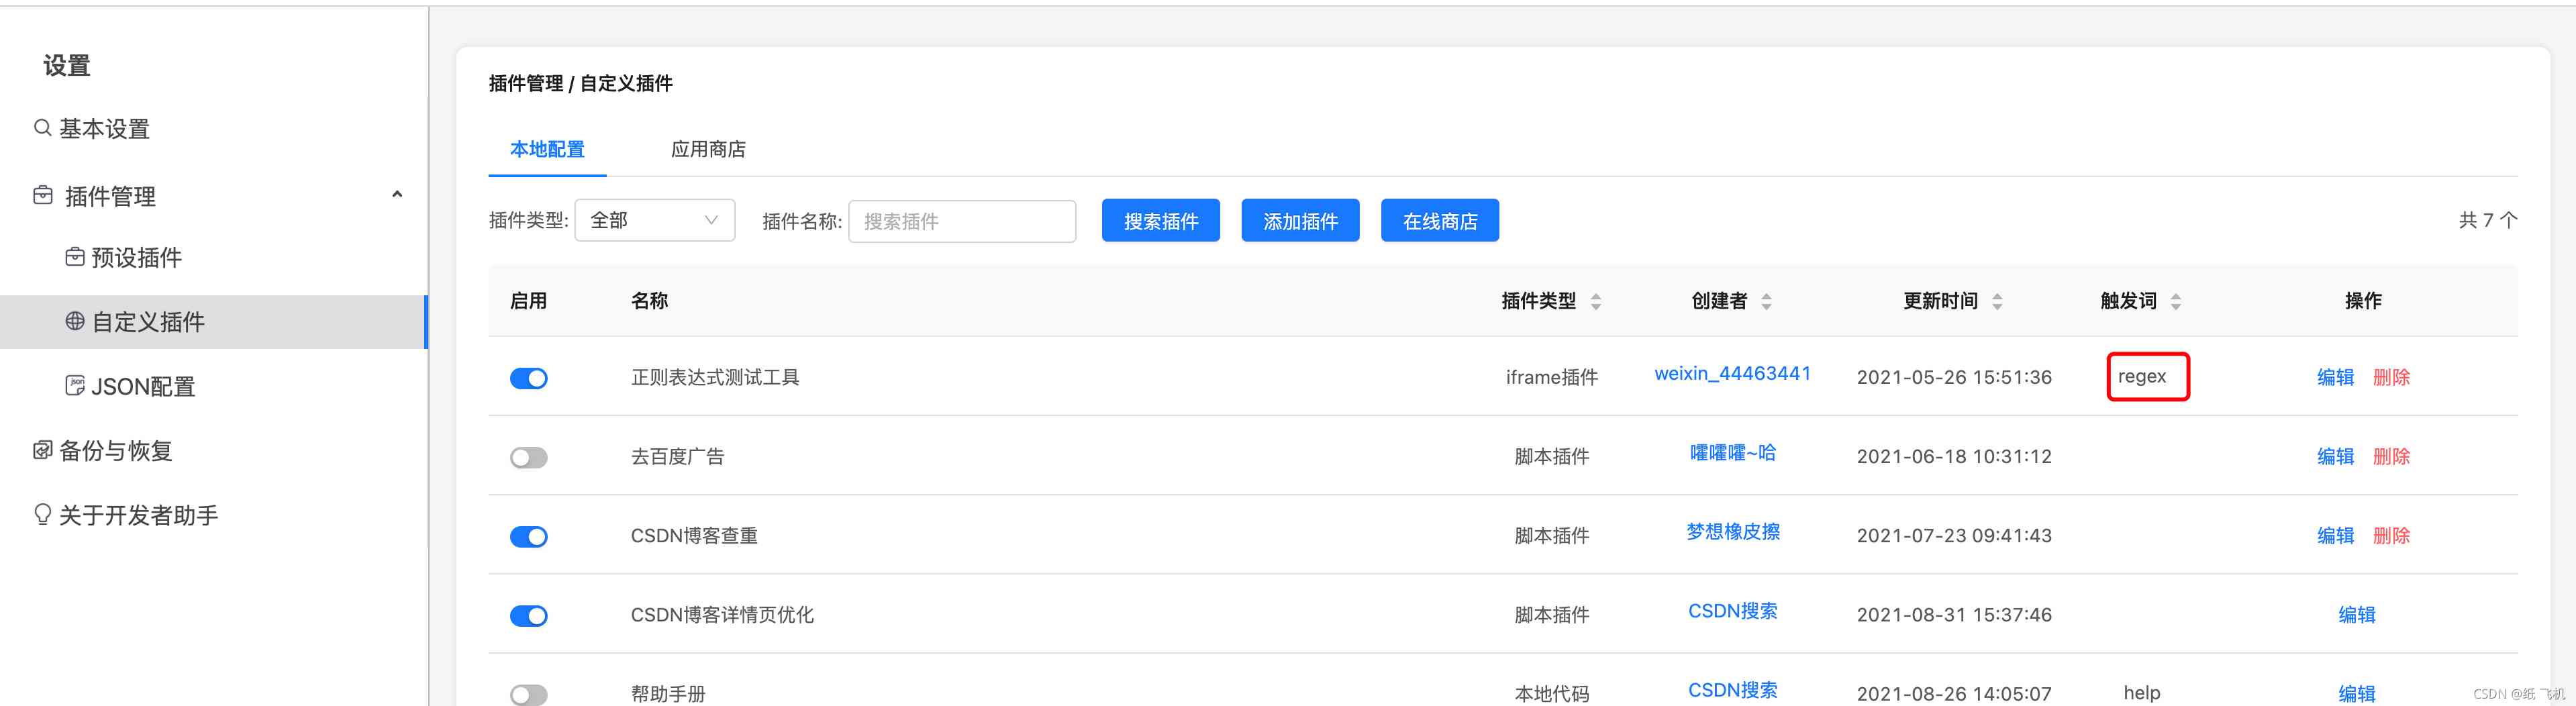 设置
基本设置
插件管理
预设插件
自定义插件
JSON配置
备份与恢复
关于开发者助手
插件管理 / 自定义插件
本地配置 应用商店
插件类型: 全部 插件名称: 搜索插件 搜索插件 添加插件 在线商店 共 7 个
启用 名称 插件类型 创建者 更新时间 触发词 操作
正则表达式测试工具 iframe插件 weixin_44463441 2021-05-26 15:51:36 regex 编辑 删除
去百度广告 脚本插件 嚯嚯嚯~哈 2021-06-18 10:31:12 编辑 删除
CSDN博客查重 脚本插件 梦想橡皮擦 2021-07-23 09:41:43 编辑 删除
CSDN博客详情页优化 脚本插件 CSDN搜索 2021-08-31 15:37:46 编辑
帮助手册 本地代码 CSDN搜索 2021-08-26 14:05:07 help 编辑
CSDN @纸飞机